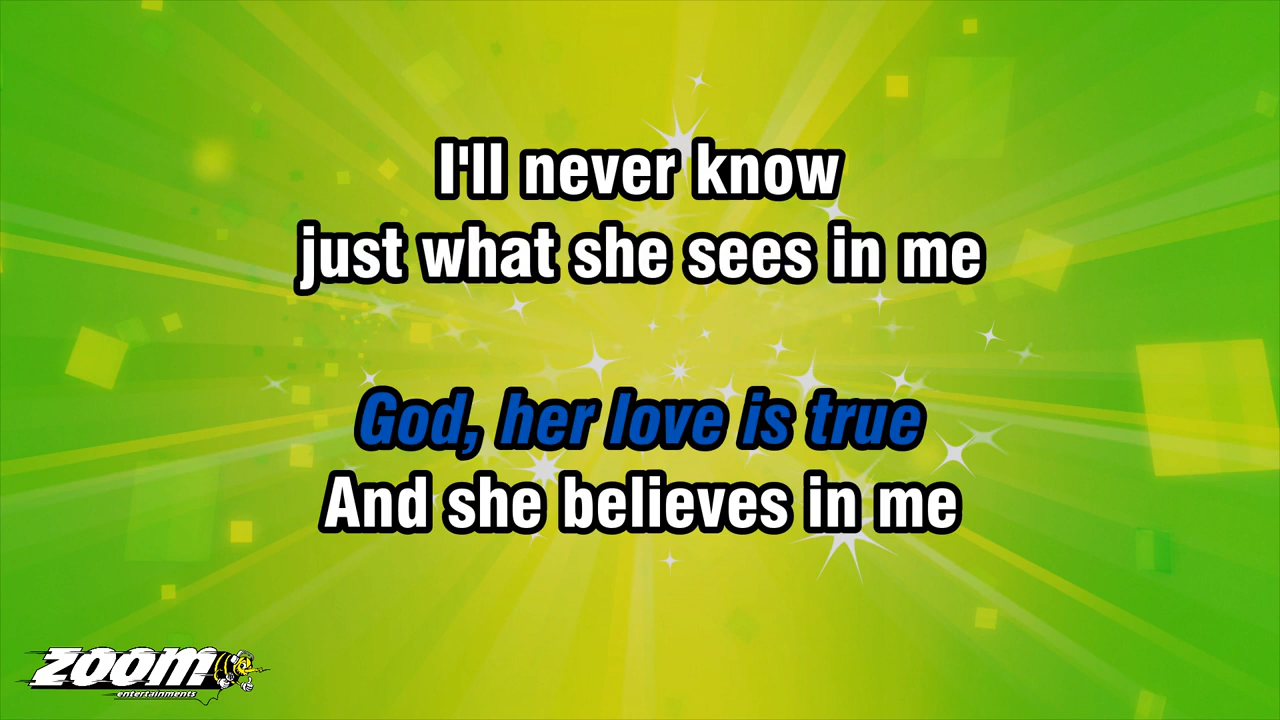 I'll never know
just what she sees in me
God, her love is true
And she believes in me
zoom
entertainments